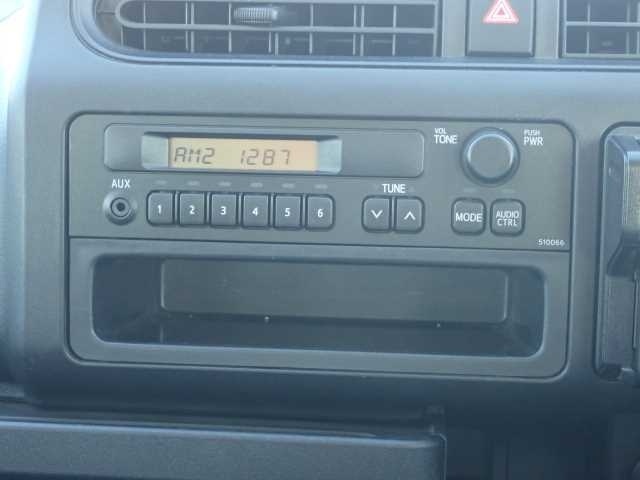 AM2 1287
VOL
TONE
PUSH
PWR
AUX
1 2 3 4 5 6
TUNE
MODE
AUDIO
CTRL
510066